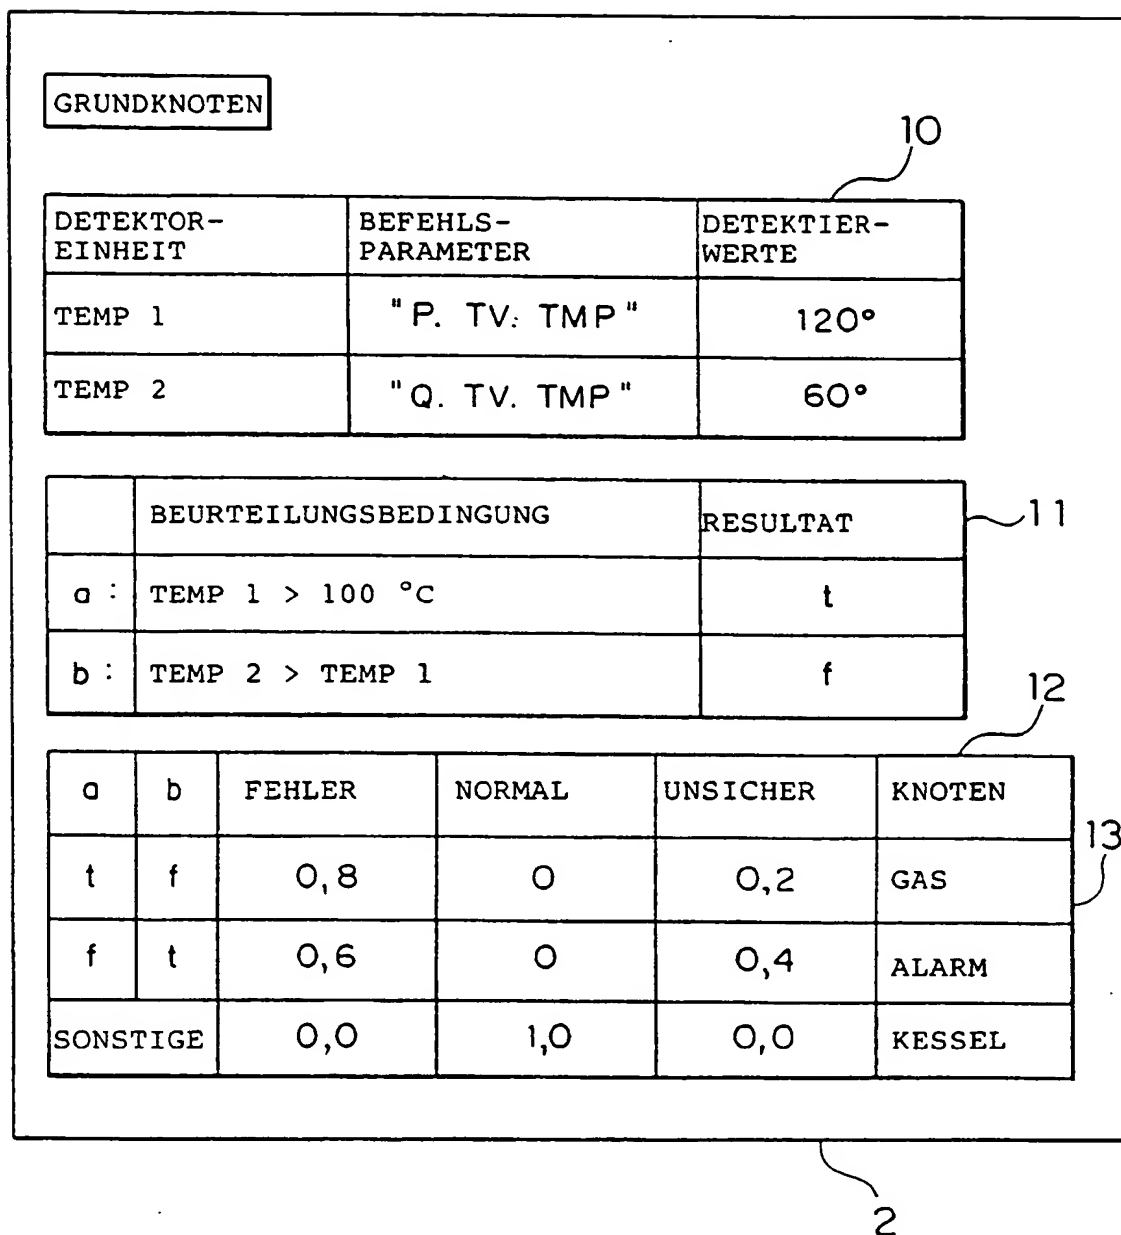 GRUNDKNOTEN
10
DETEKTOR- BEFEHLS- DETEKTIER-
EINHEIT PARAMETER WERTE
TEMP 1 "P. TV. TMP" 120°
TEMP 2 "Q. TV. TMP" 60°
BEURTEILUNGSBEDINGUNG RESULTAT
11
a : TEMP 1 > 100 °C t
b : TEMP 2 > TEMP 1 f
12
a b FEHLER NORMAL UNSICHER KNOTEN
13
t f 0,8 0 0,2 GAS
f t 0,6 0 0,4 ALARM
SONSTIGE 0,0 1,0 0,0 KESSEL
2